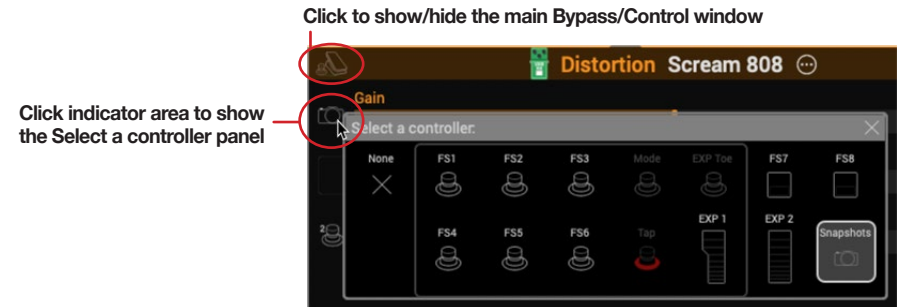 Click to show/hide the main Bypass/Control window
Distortion Scream 808
Click indicator area to show
the Select a controller panel
Gain
Select a controller:
None FS1 FS2 FS3 Mode EXP Toe FS7 FS8
2
FS4 FS5 FS6 Tap EXP 1 EXP 2 Snapshots